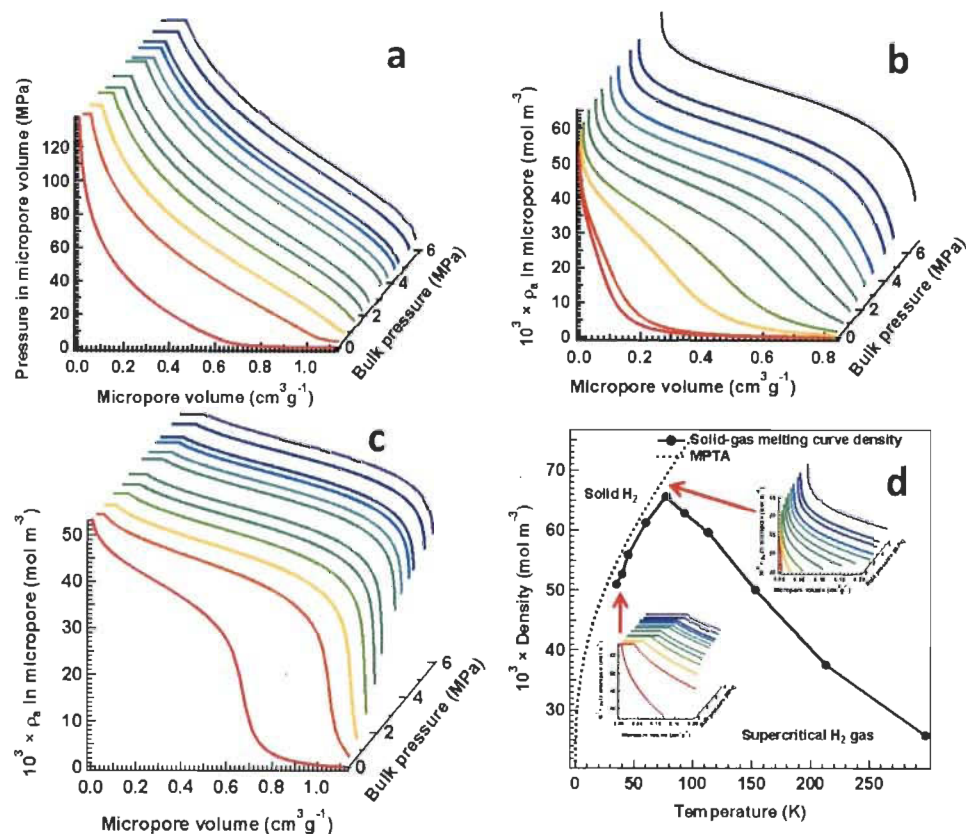 a
Pressure in micropore volume (MPa)
120
100
80
60
40
20
0
0.0 0.2 0.4 0.6 0.8 1.0
Micropore volume (cm³g⁻¹)
0
2
4
6
Bulk pressure (MPa)
b
10³ × ρₐ in micropore (mol m⁻³)
60
50
40
30
20
10
0
0.0 0.2 0.4 0.6 0.8
Micropore volume (cm³g⁻¹)
0
2
4
6
Bulk pressure (MPa)
c
10³ × ρₐ in micropore (mol m⁻³)
50
40
30
20
10
0
0.0 0.2 0.4 0.6 0.8 1.0
Micropore volume (cm³g⁻¹)
0
2
4
6
Bulk pressure (MPa)
d
Solid-gas melting curve density
MPTA
Solid H₂
Supercritical H₂ gas
10³ × Density (mol m⁻³)
70
60
50
40
30
0 50 100 150 200 250
Temperature (K)